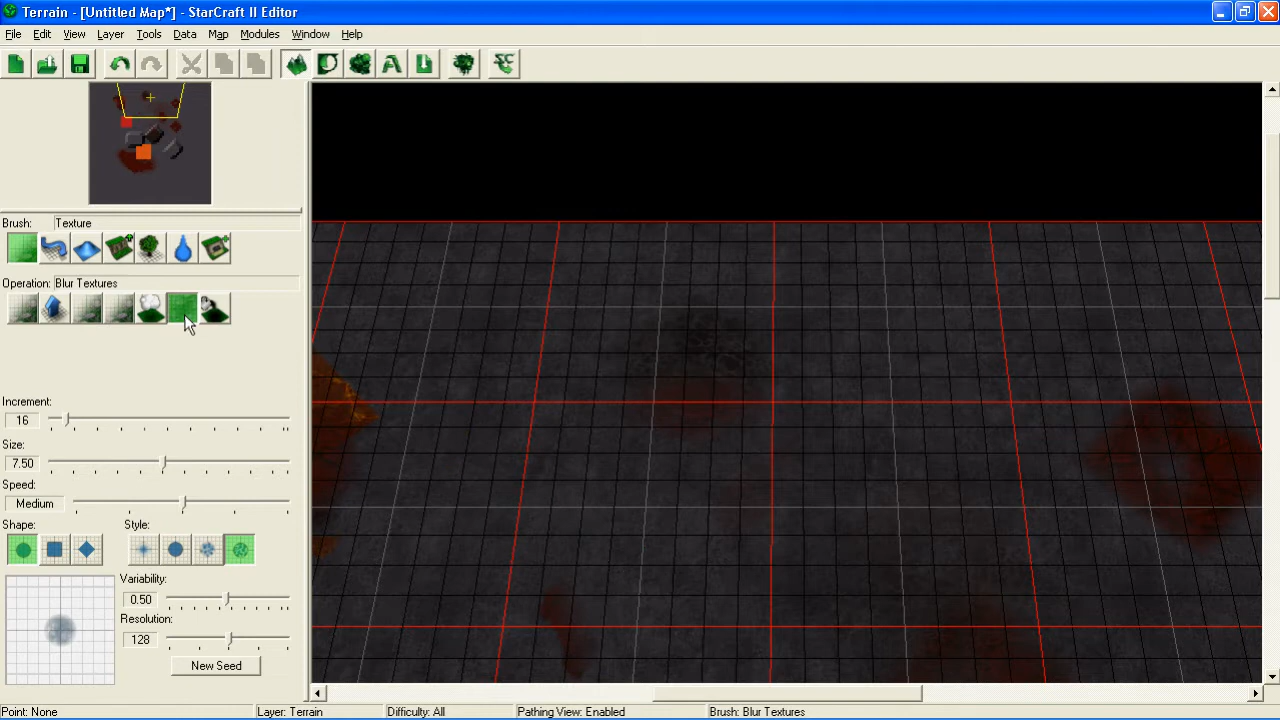 Terrain - [Untitled Map*] - StarCraft II Editor
File Edit View Layer Tools Data Map Modules Window Help
Brush: Texture
Operation: Blur Textures
Increment:
16
Size:
7.50
Speed:
Medium
Shape: Style:
Variability:
0.50
Resolution:
128
New Seed
Point: None Layer: Terrain Difficulty: All Pathing View: Enabled Brush: Blur Textures